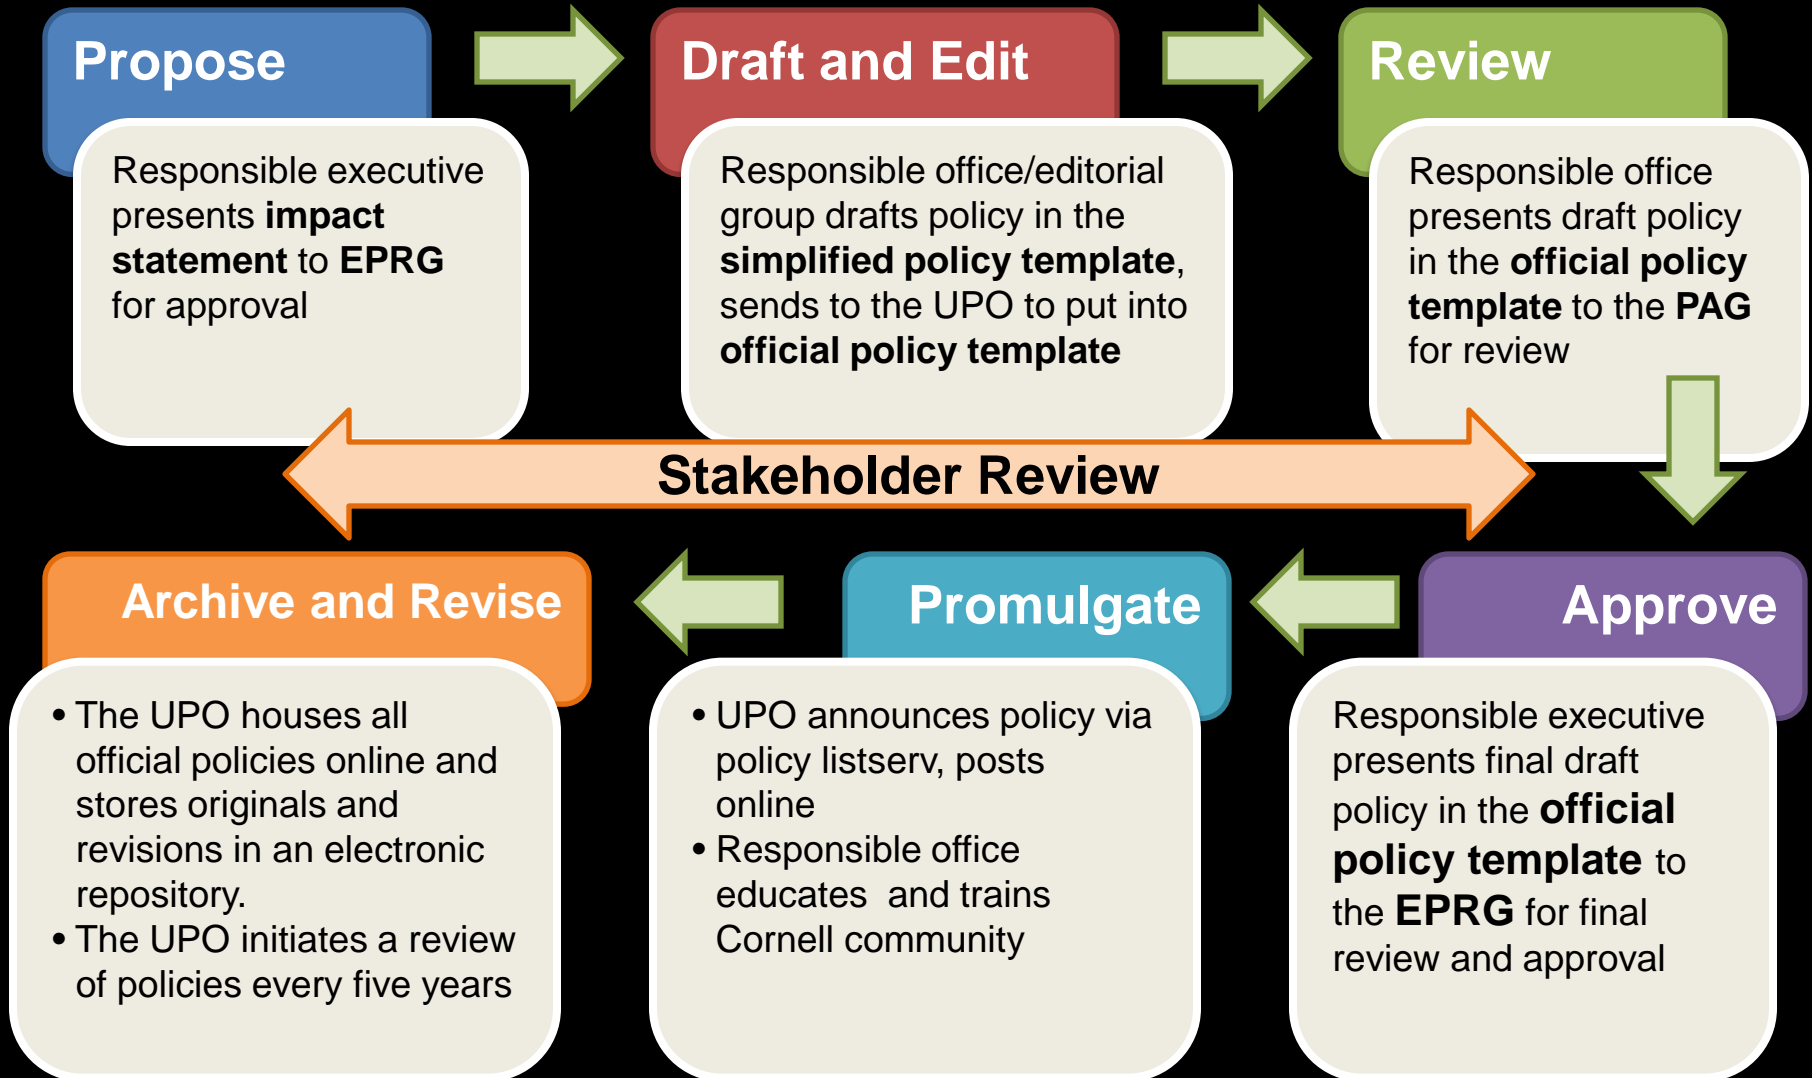 Propose
Responsible executive
presents impact
statement to EPRG
for approval
Draft and Edit
Responsible office/editorial
group drafts policy in the
simplified policy template,
sends to the UPO to put into
official policy template
Review
Responsible office
presents draft policy
in the official policy
template to the PAG
for review
Stakeholder Review
Approve
Responsible executive
presents final draft
policy in the official
policy template to
the EPRG for final
review and approval
Promulgate
• UPO announces policy via
policy listserv, posts
online
• Responsible office
educates  and trains
Cornell community
Archive and Revise
• The UPO houses all
official policies online and
stores originals and
revisions in an electronic
repository.
• The UPO initiates a review
of policies every five years